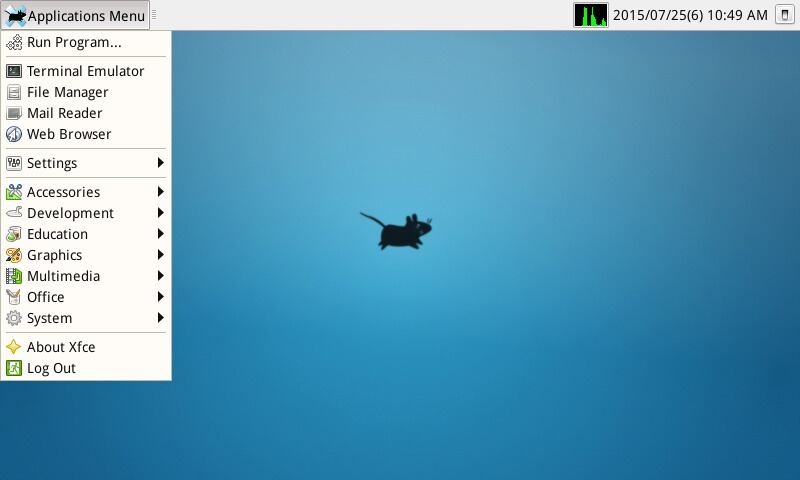 Applications Menu
2015/07/25(6) 10:49 AM
Run Program...
Terminal Emulator
File Manager
Mail Reader
Web Browser
Settings
Accessories
Development
Education
Graphics
Multimedia
Office
System
About Xfce
Log Out